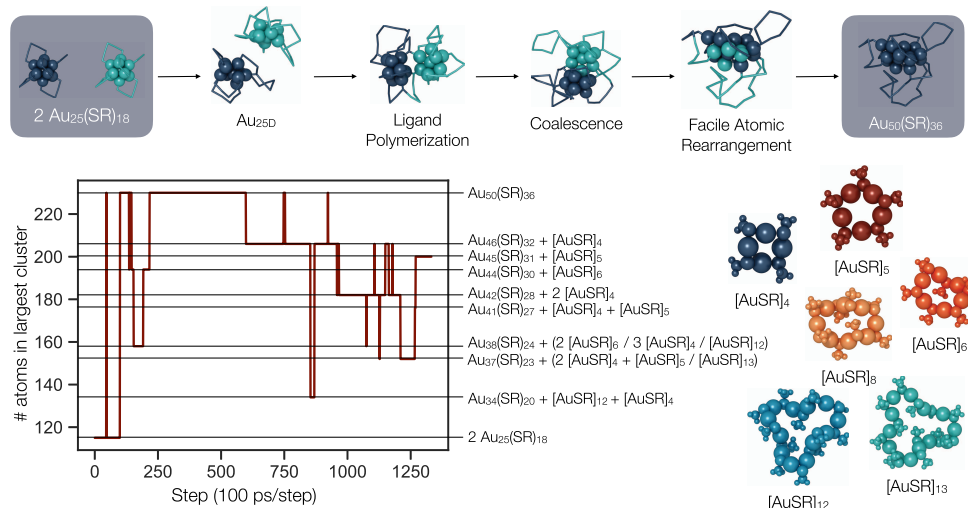 2 Au₂₅(SR)₁₈
Au₂₅D
Ligand
Polymerization
Coalescence
Facile Atomic
Rearrangement
Au₅₀(SR)₃₆
# atoms in largest cluster
220
200
180
160
140
120
0
250
500
750
1000
1250
Step (100 ps/step)
Au₅₀(SR)₃₆
Au₄₆(SR)₃₂ + [AuSR]₄
Au₄₅(SR)₃₁ + [AuSR]₅
Au₄₄(SR)₃₀ + [AuSR]₆
Au₄₂(SR)₂₈ + 2 [AuSR]₄
Au₄₁(SR)₂₇ + [AuSR]₄ + [AuSR]₅
Au₃₈(SR)₂₄ + (2 [AuSR]₆ / 3 [AuSR]₄ / [AuSR]₁₂)
Au₃₇(SR)₂₃ + (2 [AuSR]₄ + [AuSR]₅ / [AuSR]₁₃)
Au₃₄(SR)₂₀ + [AuSR]₁₂ + [AuSR]₄
2 Au₂₅(SR)₁₈
[AuSR]₅
[AuSR]₄
[AuSR]₆
[AuSR]₈
[AuSR]₁₂
[AuSR]₁₃